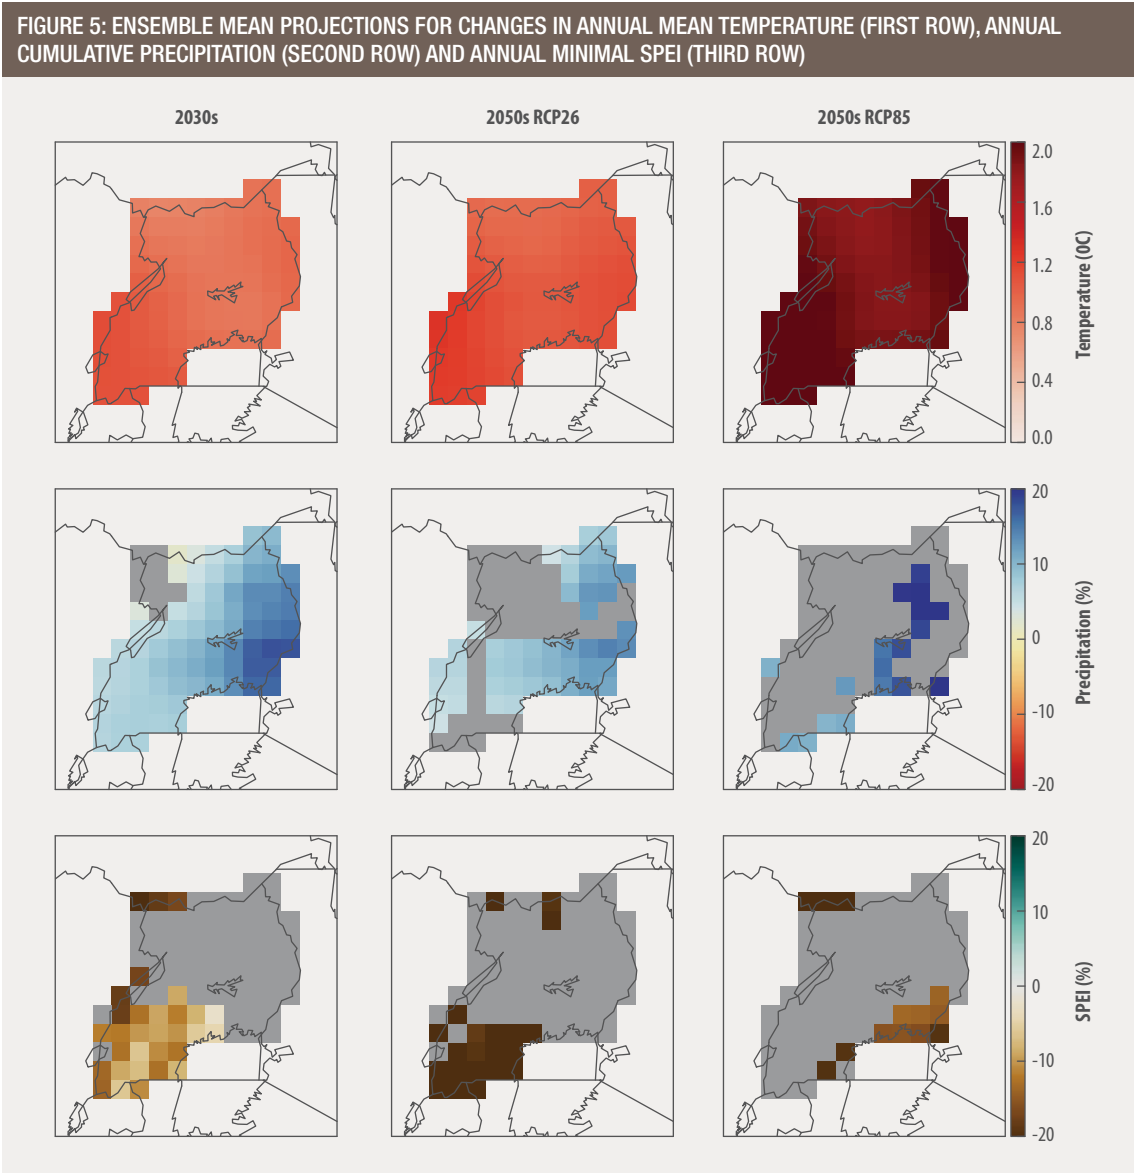 FIGURE 5: ENSEMBLE MEAN PROJECTIONS FOR CHANGES IN ANNUAL MEAN TEMPERATURE (FIRST ROW), ANNUAL
CUMULATIVE PRECIPITATION (SECOND ROW) AND ANNUAL MINIMAL SPEI (THIRD ROW)
2030s
2050s RCP26
2050s RCP85
2.0
1.6
1.2
0.8
0.4
0.0
Temperature (0C)
20
10
0
-10
-20
Precipitation (%)
20
10
0
-10
-20
SPEI (%)